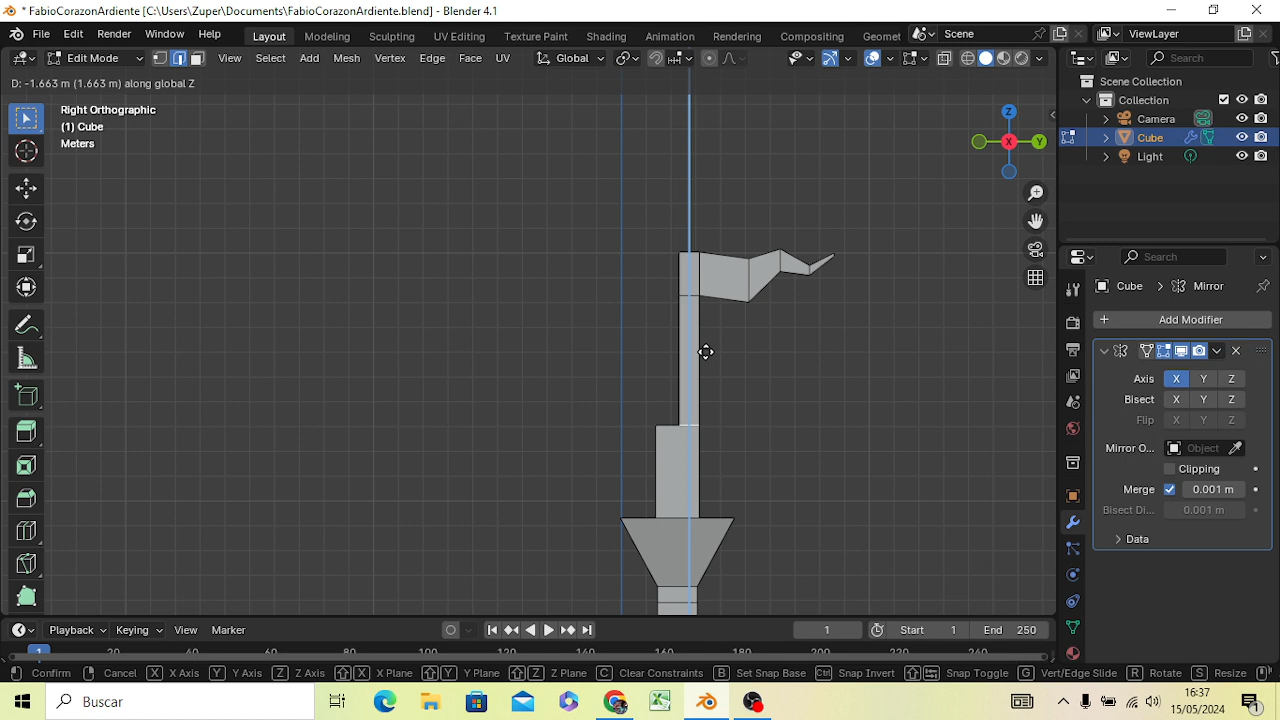 * FabioCorazonArdiente [C:\Users\Zuper\Documents\FabioCorazonArdiente.blend] - Blender 4.1
File Edit Render Window Help Layout Modeling Sculpting UV Editing Texture Paint Shading Animation Rendering Compositing Geomet Scene ViewLayer
Edit Mode View Select Add Mesh Vertex Edge Face UV Global Search
D: -1.663 m (1.663 m) along global Z
Right Orthographic
(1) Cube
Meters
Z
Y
X
Scene Collection
Collection
Camera
Cube
Light
Search
Cube > Mirror
+ Add Modifier
Axis X Y Z
Bisect X Y Z
Flip X Y Z
Mirror O... Object
Clipping
Merge 0.001 m
Bisect Di... 0.001 m
Data
Playback Keying View Marker 1 Start 1 End 250
1 20 40 60 80 100 120 140 160 180 200 220 240
Confirm Cancel X X Axis Y Y Axis Z Z Axis X X Plane Y Y Plane Z Z Plane C Clear Constraints B Set Snap Base Ctrl Snap Invert Snap Toggle G Vert/Edge Slide R Rotate S Resize
Buscar
16:37
15/05/2024
1